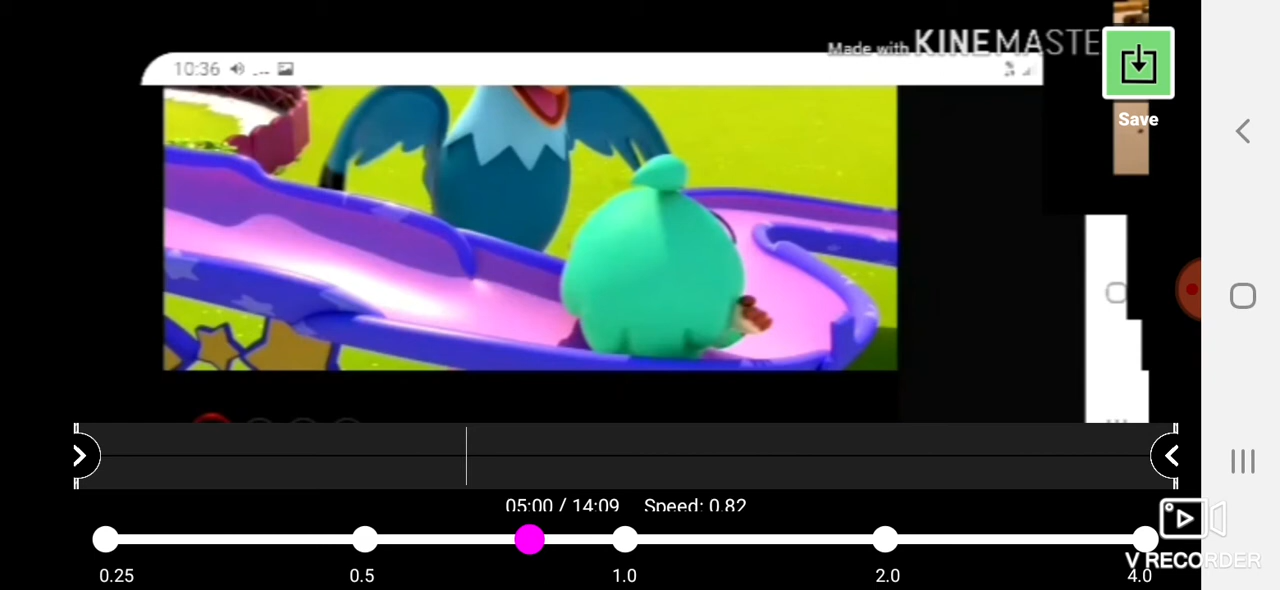 Made with KINEMASTE
10:36
Save
05:00 / 14:09 Speed: 0.82
0.25 0.5 1.0 2.0 4.0
V RECORDER